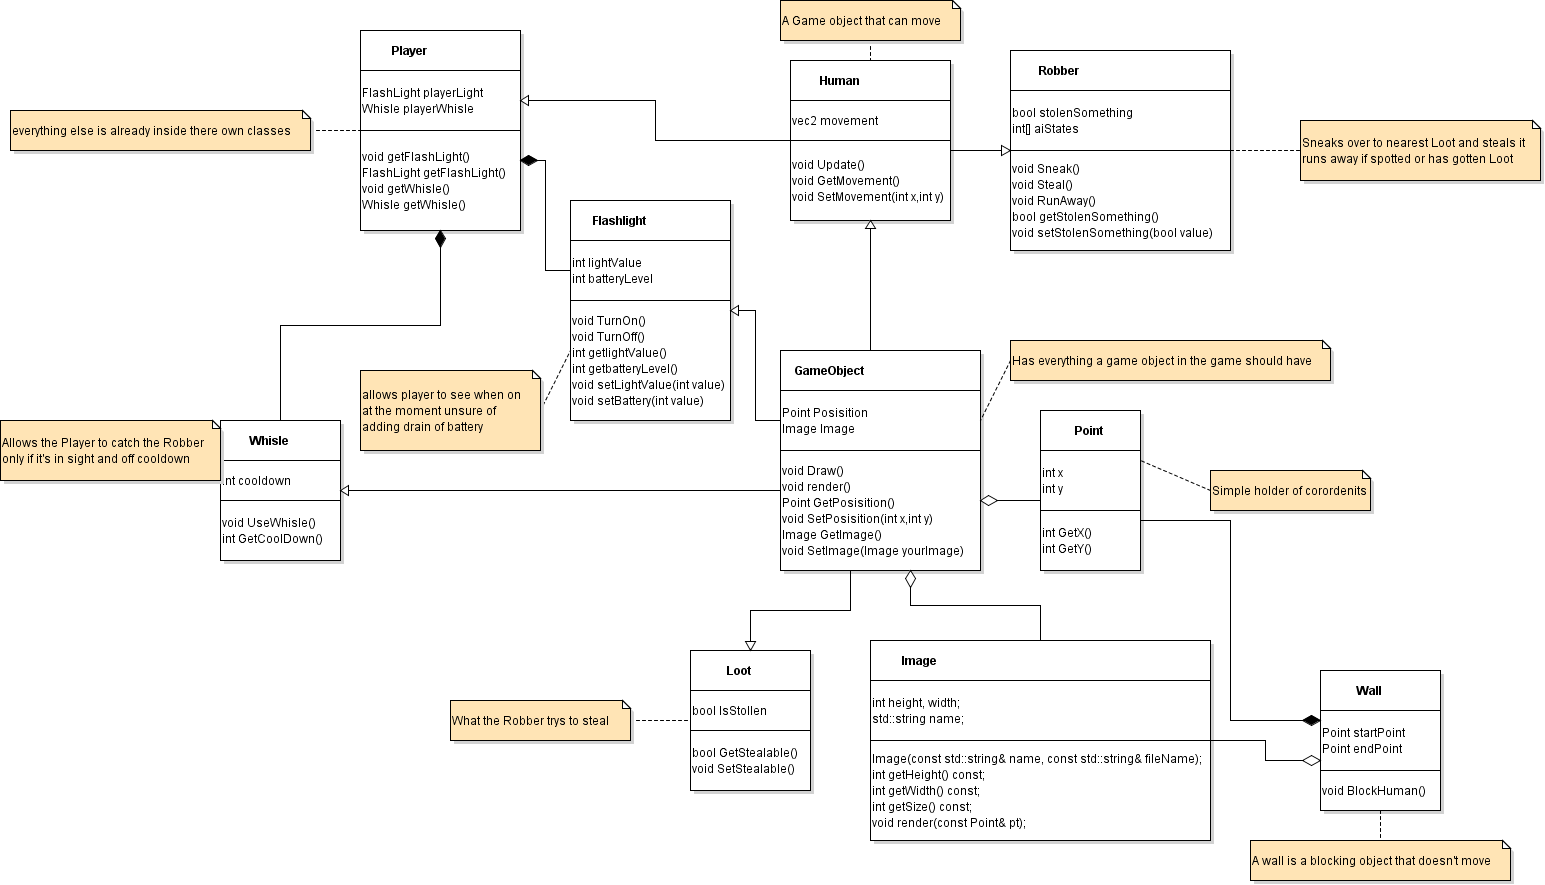 A Game object that can move
Player
FlashLight playerLight
Whisle playerWhisle
void getFlashLight()
FlashLight getFlashLight()
void getWhisle()
Whisle getWhisle()
everything else is already inside there own classes
Human
vec2 movement
void Update()
void GetMovement()
void SetMovement(int x,int y)
Robber
bool stolenSomething
int[] aiStates
void Sneak()
void Steal()
void RunAway()
bool getStolenSomething()
void setStolenSomething(bool value)
Sneaks over to nearest Loot and steals it
runs away if spotted or has gotten Loot
Flashlight
int lightValue
int batteryLevel
void TurnOn()
void TurnOff()
int getlightValue()
int getbatteryLevel()
void setLightValue(int value)
void setBattery(int value)
allows player to see when on
at the moment unsure of
adding drain of battery
GameObject
Point Posisition
Image Image
void Draw()
void render()
Point GetPosisition()
void SetPosisition(int x,int y)
Image GetImage()
void SetImage(Image yourImage)
Has everything a game object in the game should have
Point
int x
int y
int GetX()
int GetY()
Simple holder of corordenits
Allows the Player to catch the Robber
only if it's in sight and off cooldown
Whisle
int cooldown
void UseWhisle()
int GetCoolDown()
Loot
bool IsStollen
bool GetStealable()
void SetStealable()
What the Robber trys to steal
Image
int height, width;
std::string name;
Image(const std::string& name, const std::string& fileName);
int getHeight() const;
int getWidth() const;
int getSize() const;
void render(const Point& pt);
Wall
Point startPoint
Point endPoint
void BlockHuman()
A wall is a blocking object that doesn't move